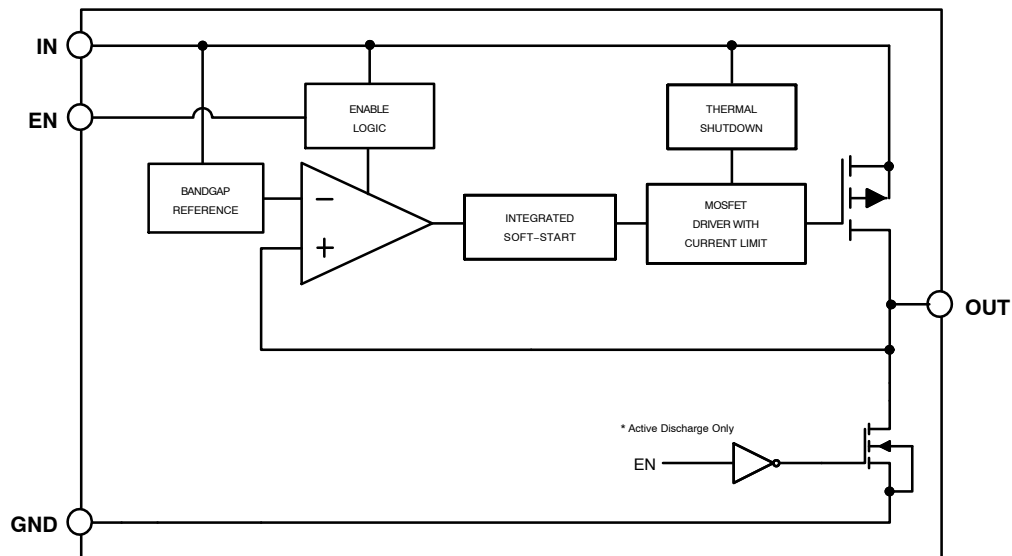 IN
EN
ENABLE
LOGIC
THERMAL
SHUTDOWN
BANDGAP
REFERENCE
−
+
INTEGRATED
SOFT−START
MOSFET
DRIVER WITH
CURRENT LIMIT
OUT
* Active Discharge Only
EN
GND